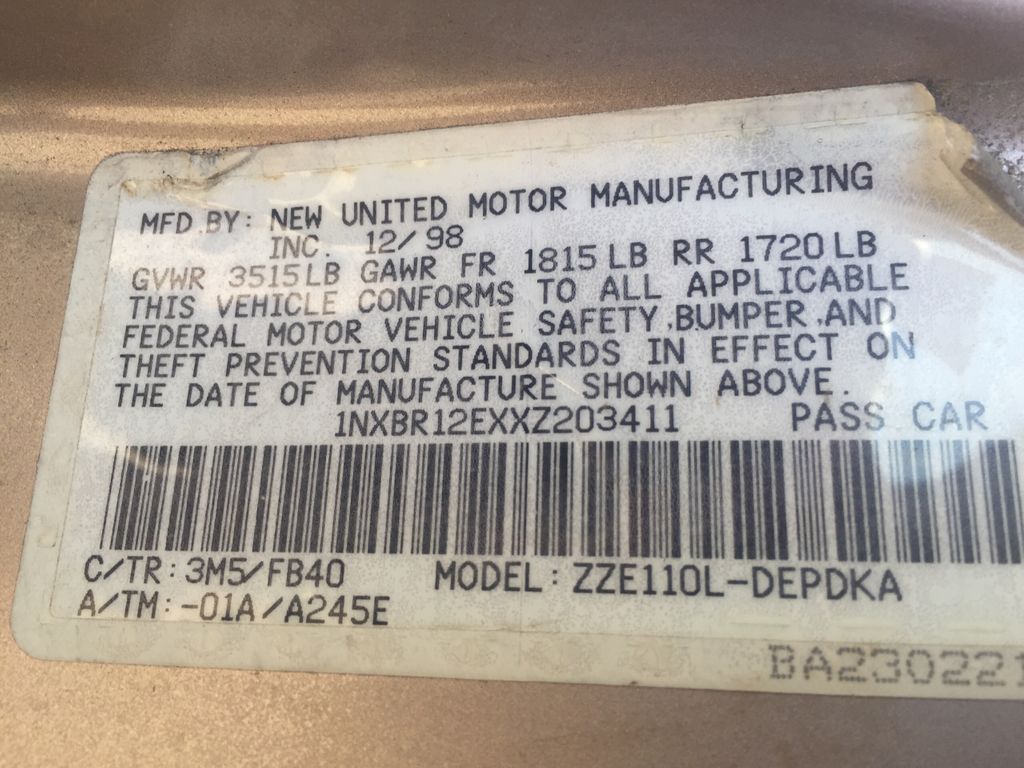 MFD BY: NEW UNITED MOTOR MANUFACTURING
INC. 12/98
GVWR 3515LB GAWR FR 1815LB RR 1720LB
THIS VEHICLE CONFORMS TO ALL APPLICABLE
FEDERAL MOTOR VEHICLE SAFETY,BUMPER,AND
THEFT PREVENTION STANDARDS IN EFFECT ON
THE DATE OF MANUFACTURE SHOWN ABOVE.
1NXBR12EXXZ203411 PASS CAR
C/TR:3M5/FB40 MODEL:ZZE110L-DEPDKA
A/TM:-01A/A245E
BA230221